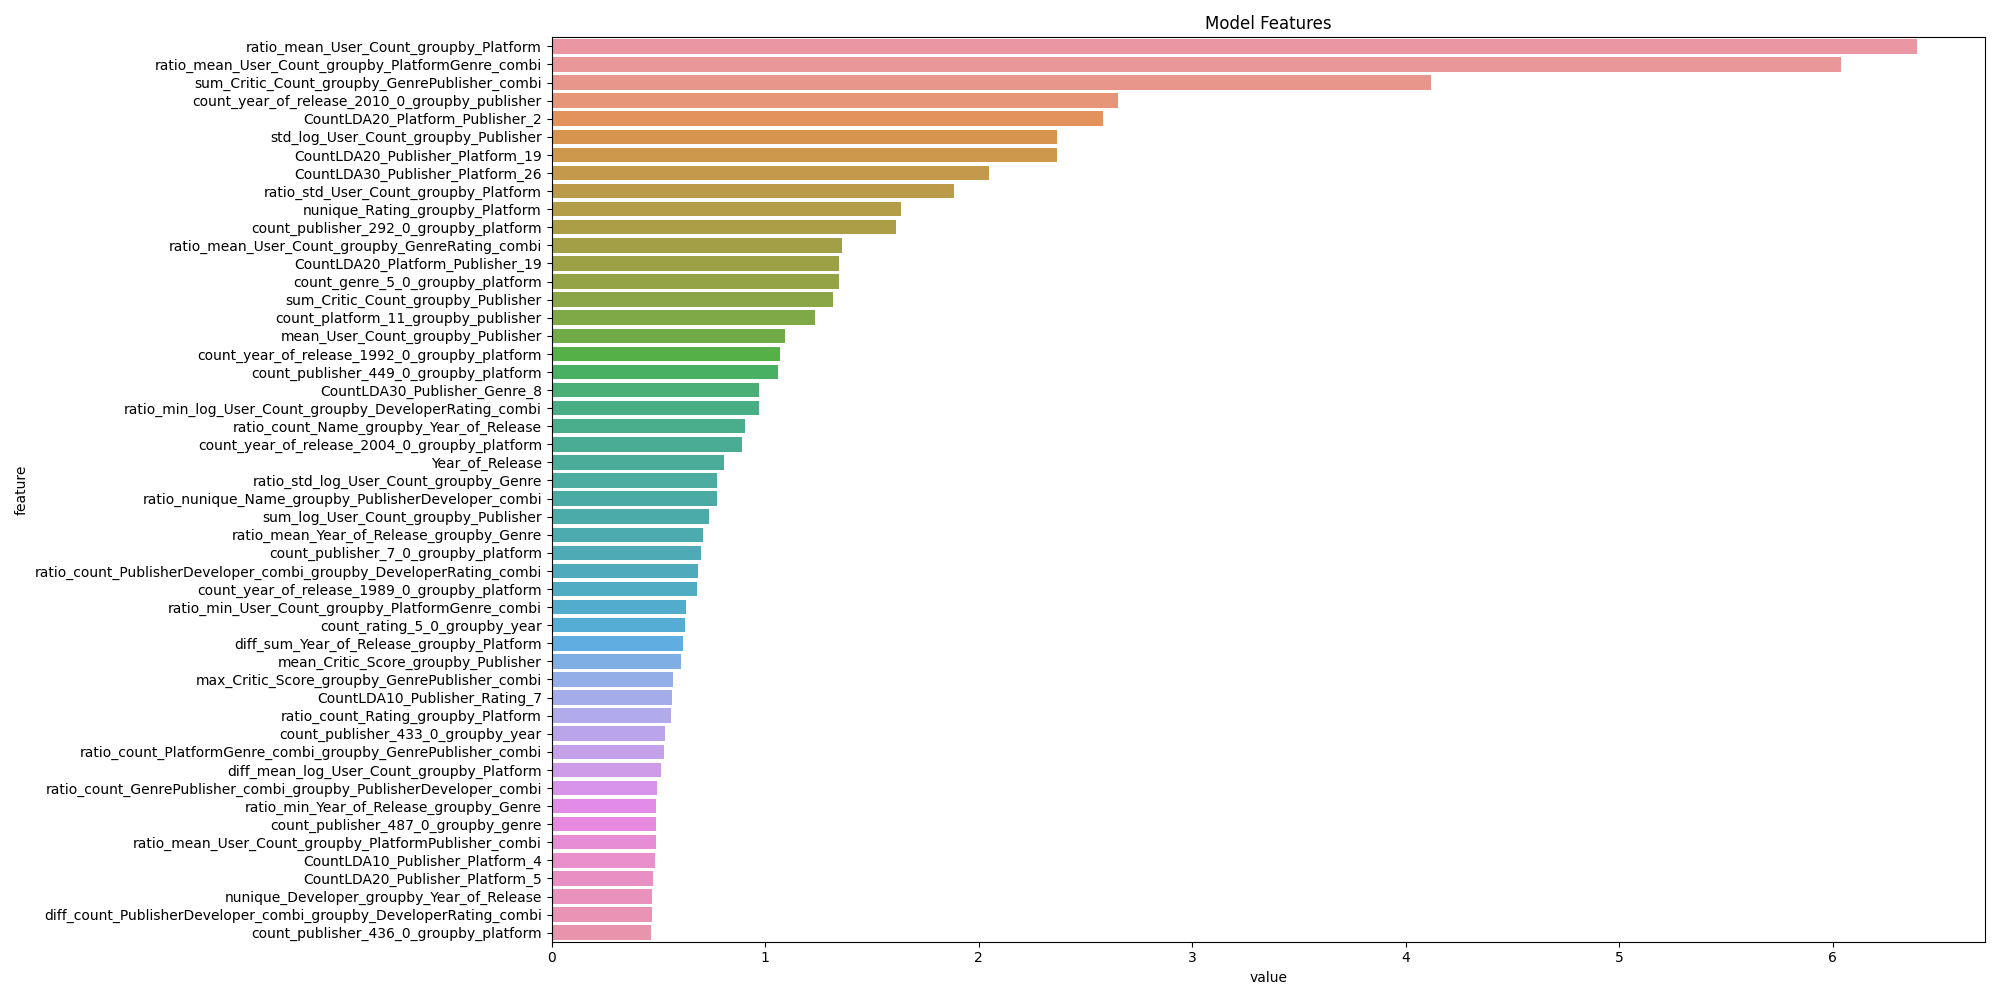 Model Features
ratio_mean_User_Count_groupby_Platform
ratio_mean_User_Count_groupby_PlatformGenre_combi
sum_Critic_Count_groupby_GenrePublisher_combi
count_year_of_release_2010_0_groupby_publisher
CountLDA20_Platform_Publisher_2
std_log_User_Count_groupby_Publisher
CountLDA20_Publisher_Platform_19
CountLDA30_Publisher_Platform_26
ratio_std_User_Count_groupby_Platform
nunique_Rating_groupby_Platform
count_publisher_292_0_groupby_platform
ratio_mean_User_Count_groupby_GenreRating_combi
CountLDA20_Platform_Publisher_19
count_genre_5_0_groupby_platform
sum_Critic_Count_groupby_Publisher
count_platform_11_groupby_publisher
mean_User_Count_groupby_Publisher
count_year_of_release_1992_0_groupby_platform
count_publisher_449_0_groupby_platform
CountLDA30_Publisher_Genre_8
ratio_min_log_User_Count_groupby_DeveloperRating_combi
ratio_count_Name_groupby_Year_of_Release
count_year_of_release_2004_0_groupby_platform
Year_of_Release
ratio_std_log_User_Count_groupby_Genre
ratio_nunique_Name_groupby_PublisherDeveloper_combi
sum_log_User_Count_groupby_Publisher
ratio_mean_Year_of_Release_groupby_Genre
count_publisher_7_0_groupby_platform
ratio_count_PublisherDeveloper_combi_groupby_DeveloperRating_combi
count_year_of_release_1989_0_groupby_platform
ratio_min_User_Count_groupby_PlatformGenre_combi
count_rating_5_0_groupby_year
diff_sum_Year_of_Release_groupby_Platform
mean_Critic_Score_groupby_Publisher
max_Critic_Score_groupby_GenrePublisher_combi
CountLDA10_Publisher_Rating_7
ratio_count_Rating_groupby_Platform
count_publisher_433_0_groupby_year
ratio_count_PlatformGenre_combi_groupby_GenrePublisher_combi
diff_mean_log_User_Count_groupby_Platform
ratio_count_GenrePublisher_combi_groupby_PublisherDeveloper_combi
ratio_min_Year_of_Release_groupby_Genre
count_publisher_487_0_groupby_genre
ratio_mean_User_Count_groupby_PlatformPublisher_combi
CountLDA10_Publisher_Platform_4
CountLDA20_Publisher_Platform_5
nunique_Developer_groupby_Year_of_Release
diff_count_PublisherDeveloper_combi_groupby_DeveloperRating_combi
count_publisher_436_0_groupby_platform
feature
0 1 2 3 4 5 6
value